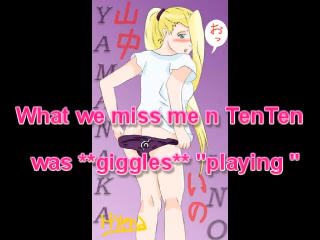 山中
YAMANAKA
おっ
What we miss me n TenTen
was **giggles** "playing "
いの
INO